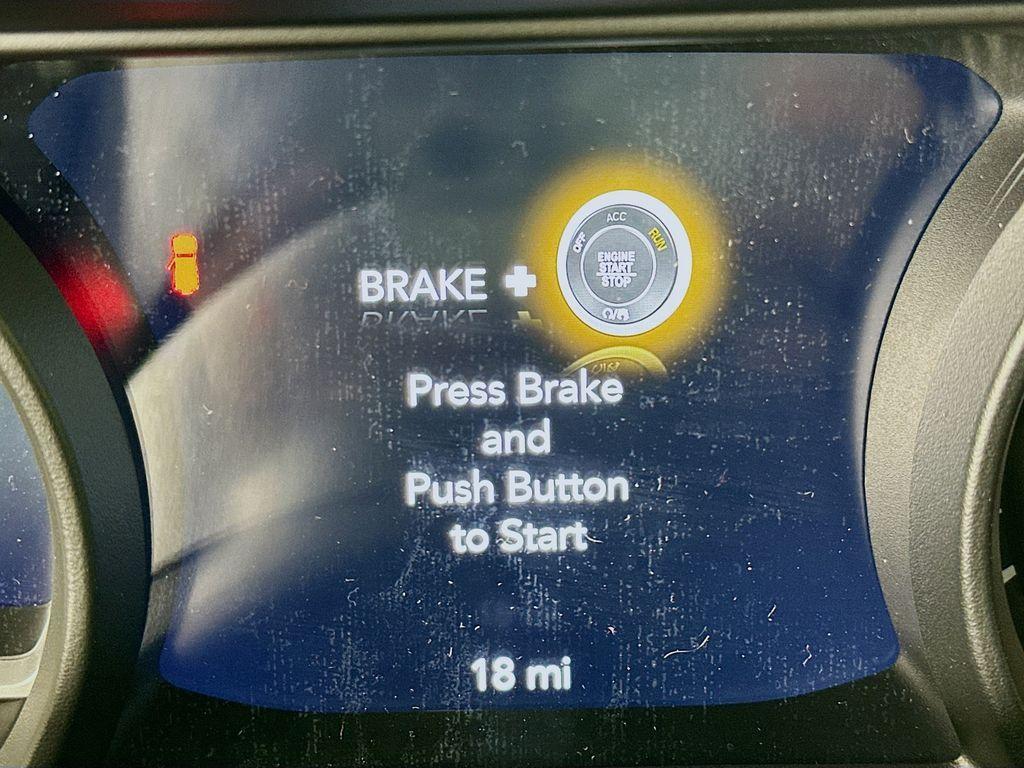 ACC
OFF
RUN
ENGINE
START
STOP
BRAKE +
Press Brake
and
Push Button
to Start
18 mi